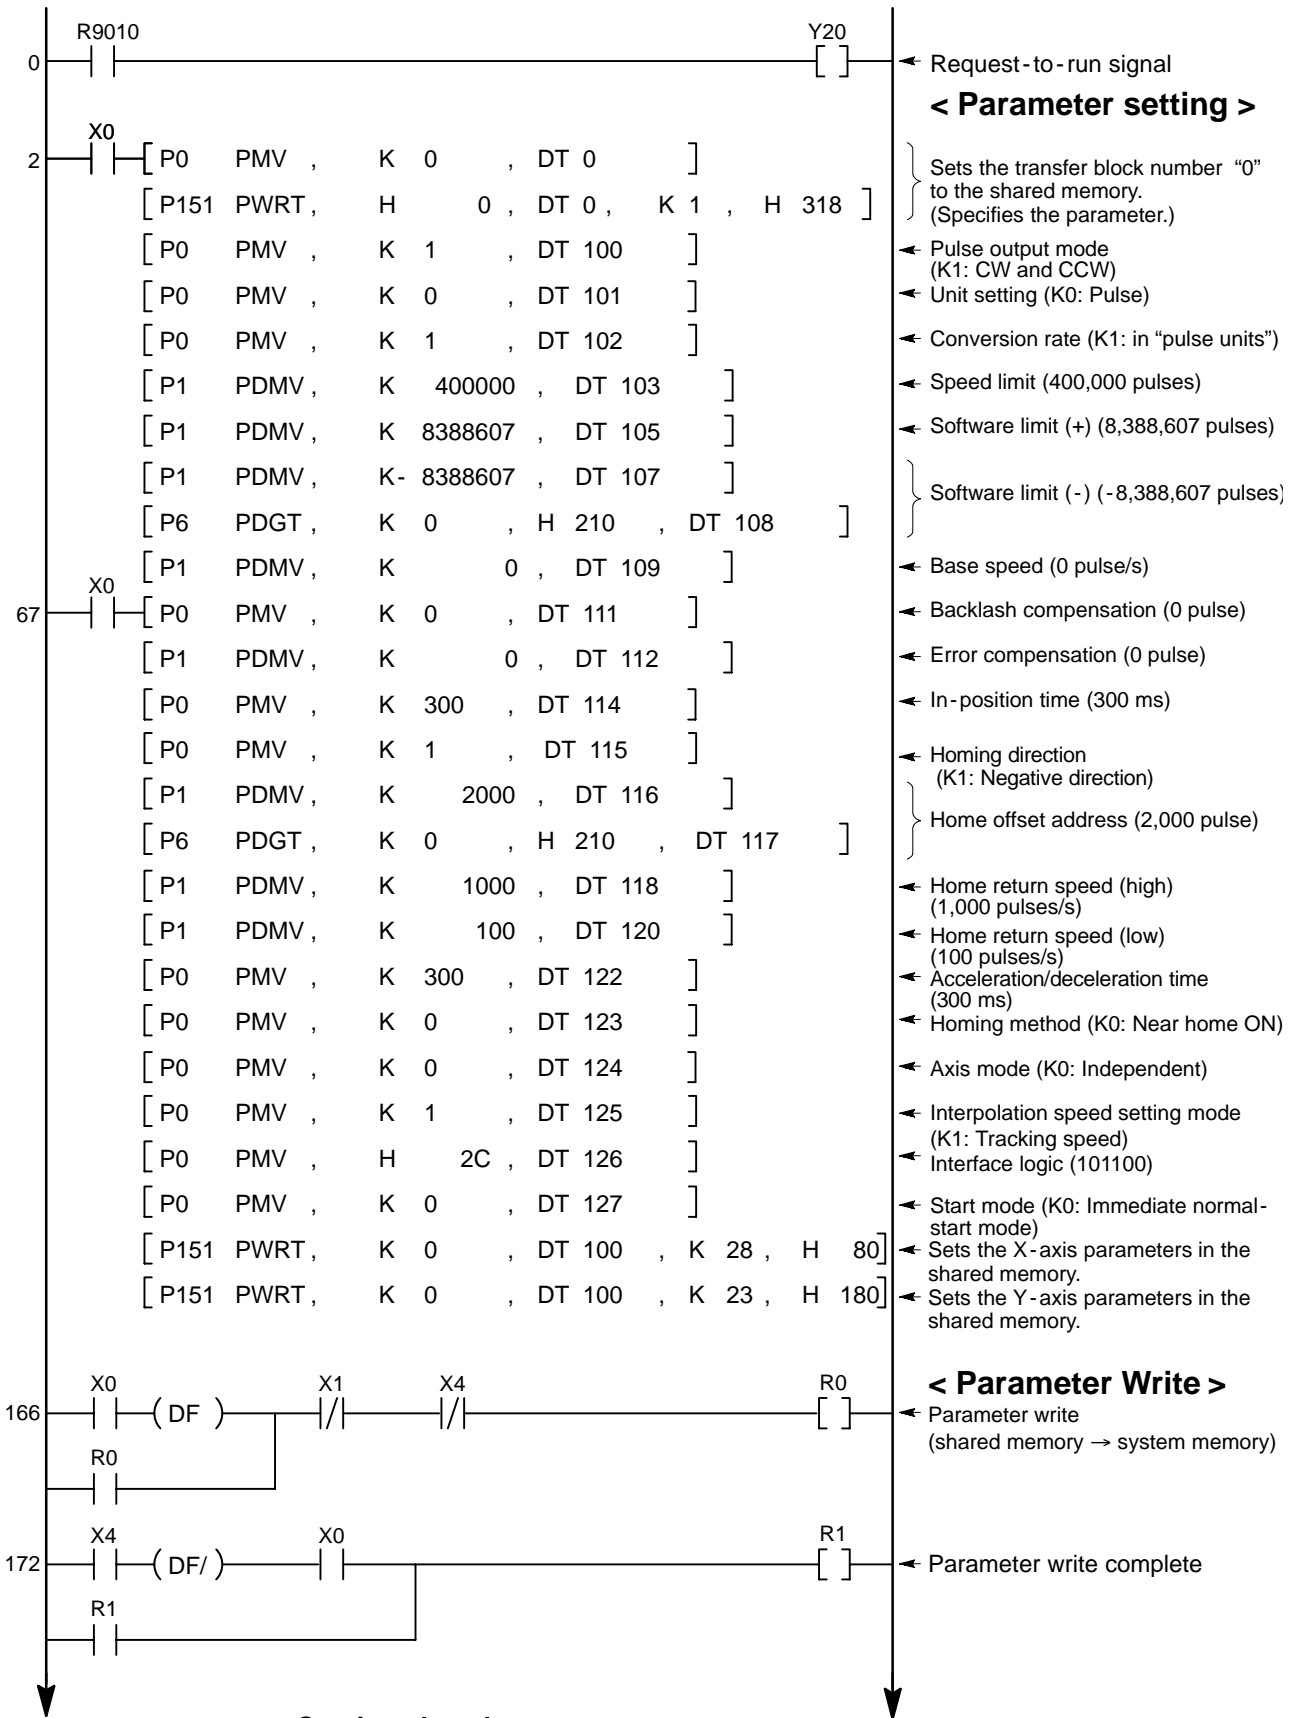 R9010 Y20
0 Request-to-run signal
< Parameter setting >
X0
2 [ P0 PMV , K 0 , DT 0 ]
Sets the transfer block number “0”
to the shared memory.
(Specifies the parameter.)
[ P151 PWRT , H 0 , DT 0 , K 1 , H 318 ]
[ P0 PMV , K 1 , DT 100 ] Pulse output mode
(K1: CW and CCW)
[ P0 PMV , K 0 , DT 101 ] Unit setting (K0: Pulse)
[ P0 PMV , K 1 , DT 102 ] Conversion rate (K1: in “pulse units”)
[ P1 PDMV , K 400000 , DT 103 ] Speed limit (400,000 pulses)
[ P1 PDMV , K 8388607 , DT 105 ] Software limit (+) (8,388,607 pulses)
[ P1 PDMV , K- 8388607 , DT 107 ]
Software limit (-) (-8,388,607 pulses)
[ P6 PDGT , K 0 , H 210 , DT 108 ]
[ P1 PDMV , K 0 , DT 109 ] Base speed (0 pulse/s)
X0
67 [ P0 PMV , K 0 , DT 111 ] Backlash compensation (0 pulse)
[ P1 PDMV , K 0 , DT 112 ] Error compensation (0 pulse)
[ P0 PMV , K 300 , DT 114 ] In-position time (300 ms)
[ P0 PMV , K 1 , DT 115 ] Homing direction
(K1: Negative direction)
[ P1 PDMV , K 2000 , DT 116 ]
Home offset address (2,000 pulse)
[ P6 PDGT , K 0 , H 210 , DT 117 ]
[ P1 PDMV , K 1000 , DT 118 ] Home return speed (high)
(1,000 pulses/s)
[ P1 PDMV , K 100 , DT 120 ] Home return speed (low)
(100 pulses/s)
[ P0 PMV , K 300 , DT 122 ] Acceleration/deceleration time
(300 ms)
[ P0 PMV , K 0 , DT 123 ] Homing method (K0: Near home ON)
[ P0 PMV , K 0 , DT 124 ] Axis mode (K0: Independent)
[ P0 PMV , K 1 , DT 125 ] Interpolation speed setting mode
(K1: Tracking speed)
[ P0 PMV , H 2C , DT 126 ] Interface logic (101100)
[ P0 PMV , K 0 , DT 127 ] Start mode (K0: Immediate normal-
start mode)
[ P151 PWRT , K 0 , DT 100 , K 28 , H 80 ] Sets the X-axis parameters in the
shared memory.
[ P151 PWRT , K 0 , DT 100 , K 23 , H 180 ] Sets the Y-axis parameters in the
shared memory.
< Parameter Write >
X0 X1 X4 R0
166 ( DF ) Parameter write
(shared memory → system memory)
R0
X4 X0 R1
172 ( DF/ ) Parameter write complete
R1